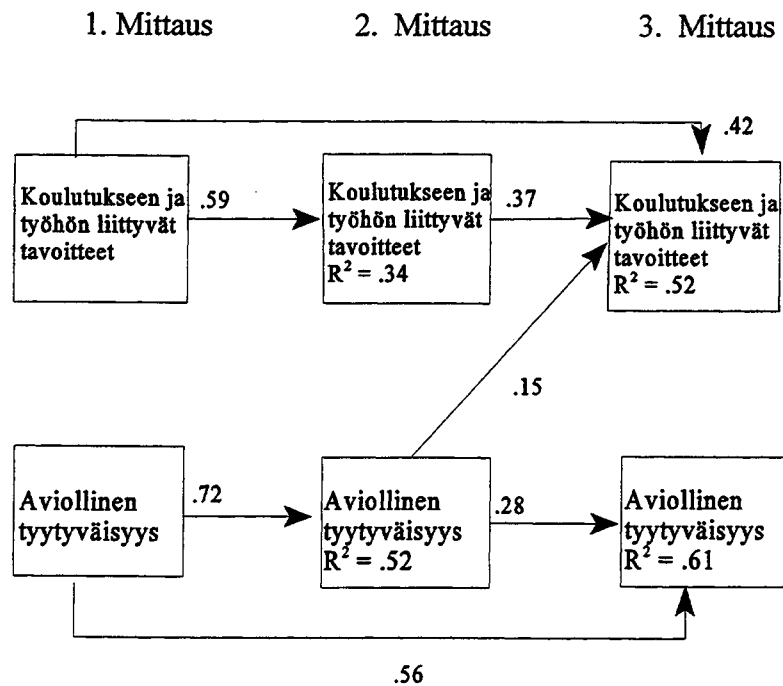 1. Mittaus 2. Mittaus 3. Mittaus
.42
Koulutukseen ja
työhön liittyvät
tavoitteet
.59
Koulutukseen ja
työhön liittyvät
tavoitteet
R² = .34
.37
Koulutukseen ja
työhön liittyvät
tavoitteet
R² = .52
.15
Aviollinen
tyytyväisyys
.72
Aviollinen
tyytyväisyys
R² = .52
.28
Aviollinen
tyytyväisyys
R² = .61
.56